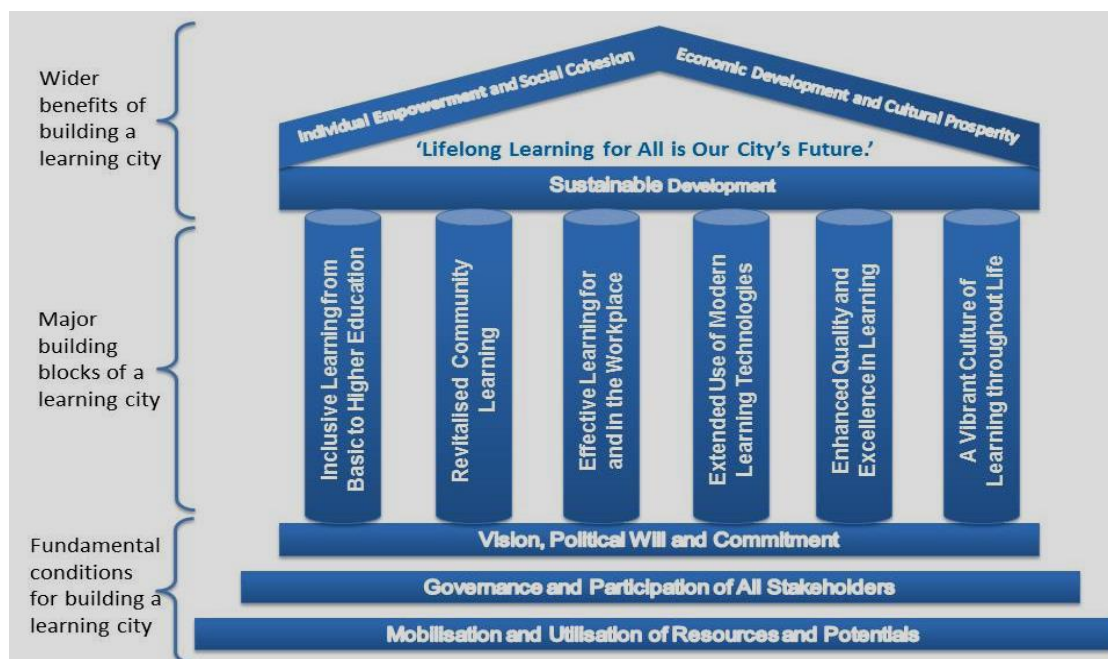 Wider
benefits of
building a
learning city
Individual Empowerment and Social Cohesion
Economic Development and Cultural Prosperity
‘Lifelong Learning for All is Our City’s Future.’
Sustainable Development
Major
building
blocks of a
learning city
Inclusive Learning from
Basic to Higher Education
Revitalised Community
Learning
Effective Learning for
and in the Workplace
Extended Use of Modern
Learning Technologies
Enhanced Quality and
Excellence in Learning
A Vibrant Culture of
Learning throughout Life
Fundamental
conditions
for building a
learning city
Vision, Political Will and Commitment
Governance and Participation of All Stakeholders
Mobilisation and Utilisation of Resources and Potentials